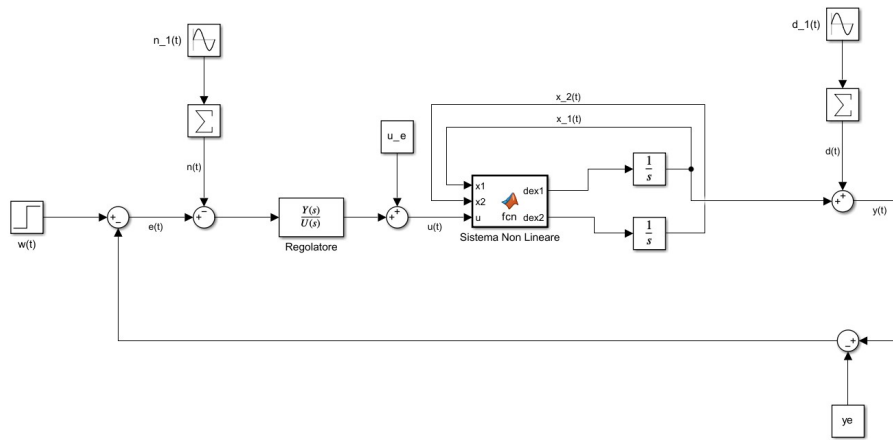 n_1(t)
d_1(t)
x_2(t)
x_1(t)
u_e
n(t)
d(t)
x1
x2
u
dex1
fcn
dex2
1
s
1
s
Σ
Σ
+
−
+
−
+
+
+
+
−
+
Y(s)
U(s)
w(t)
e(t)
Regolatore
u(t)
Sistema Non Lineare
y(t)
ye